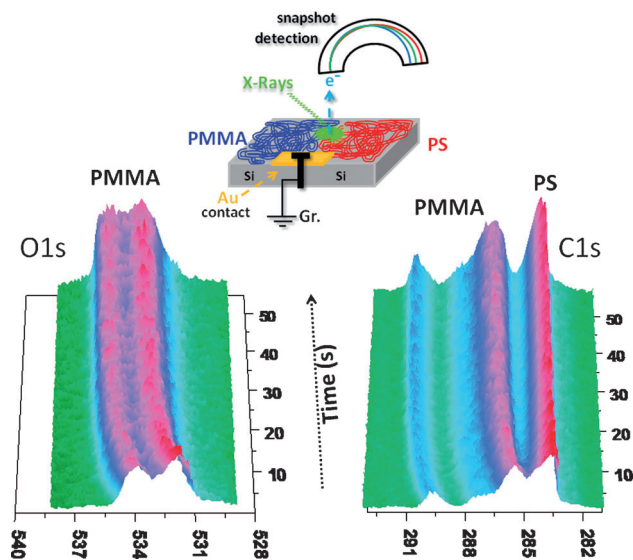 snapshot
detection
e⁻
X-Rays
PMMA
PS
Si
Si
Au
contact
Gr.
PMMA
O1s
PMMA
PS
C1s
Time (s)
50
40
30
20
10
50
40
30
20
10
540
537
534
531
528
291
288
285
282